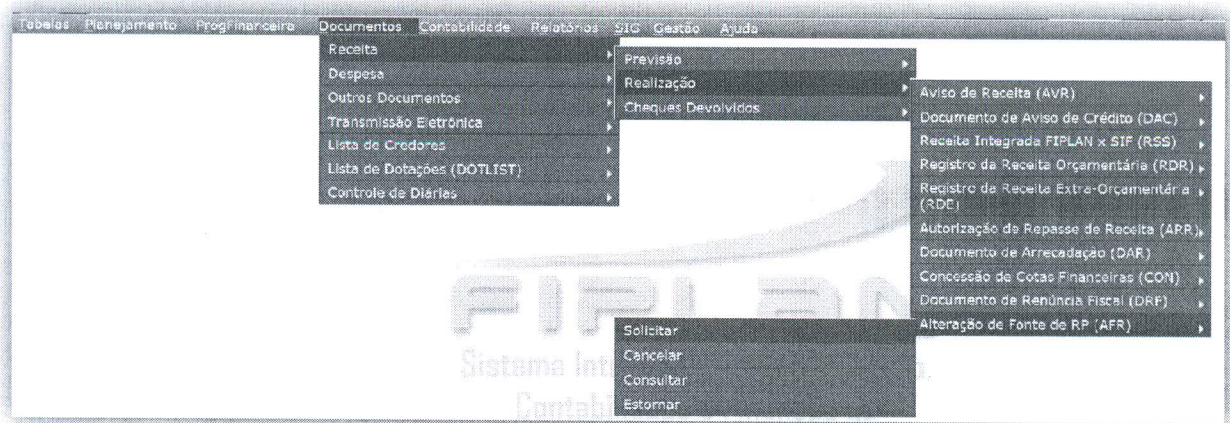 Tabelas Planejamento ProgFinanceira Documentos Contabilidade Relatórios SIG Gestão Ajuda
Receita
Despesa
Outros Documentos
Transmissão Eletrônica
Lista de Credores
Lista de Dotações (DOTLIST)
Controle de Diárias
Previsão
Realização
Cheques Devolvidos
Aviso de Receita (AVR)
Documento de Aviso de Crédito (DAC)
Receita Integrada FIPLAN x SIF (RSS)
Registro da Receita Orçamentária (RDR)
Registro da Receita Extra-Orçamentária
(RDE)
Autorização de Repasse de Receita (ARR)
Documento de Arrecadação (DAR)
Concessão de Cotas Financeiras (CON)
Documento de Renúncia Fiscal (DRF)
Alteração de Fonte de RP (AFR)
Solicitar
Cancelar
Consultar
Estornar
FIPLAN
Sistema